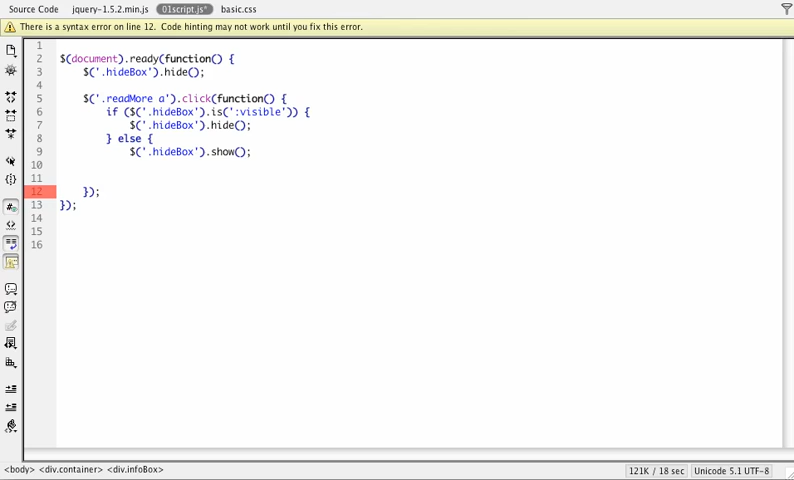 Source Code jquery-1.5.2.min.js 01script.js* basic.css
There is a syntax error on line 12. Code hinting may not work until you fix this error.
1
2 $(document).ready(function() {
3 $('.hideBox').hide();
4
5 $('.readMore a').click(function() {
6 if ($('.hideBox').is(':visible')) {
7 $('.hideBox').hide();
8 } else {
9 $('.hideBox').show();
10
11
12 });
13 });
14
15
16
<body> <div.container> <div.infoBox> 121K / 18 sec Unicode 5.1 UTF-8